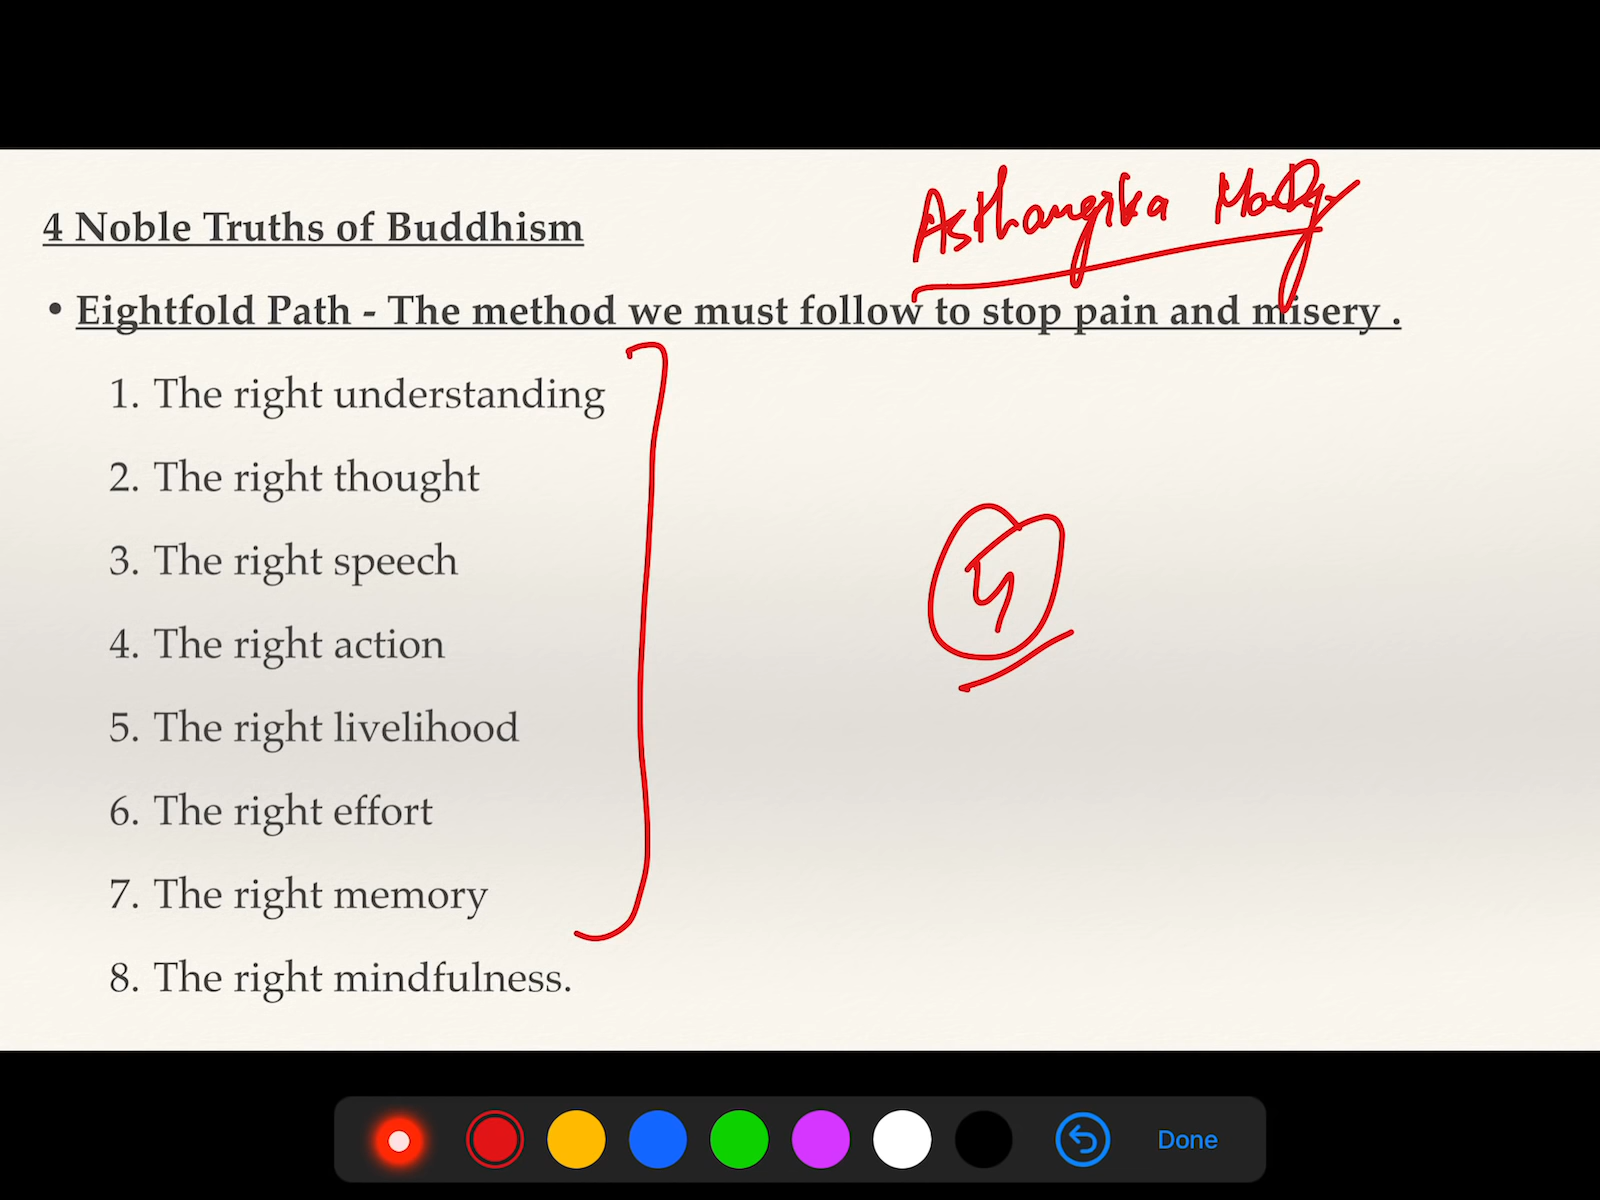 Asthangika Marg
4 Noble Truths of Buddhism
• Eightfold Path - The method we must follow to stop pain and misery .
1. The right understanding
2. The right thought
3. The right speech
4. The right action
5. The right livelihood
6. The right effort
7. The right memory
8. The right mindfulness.
Done